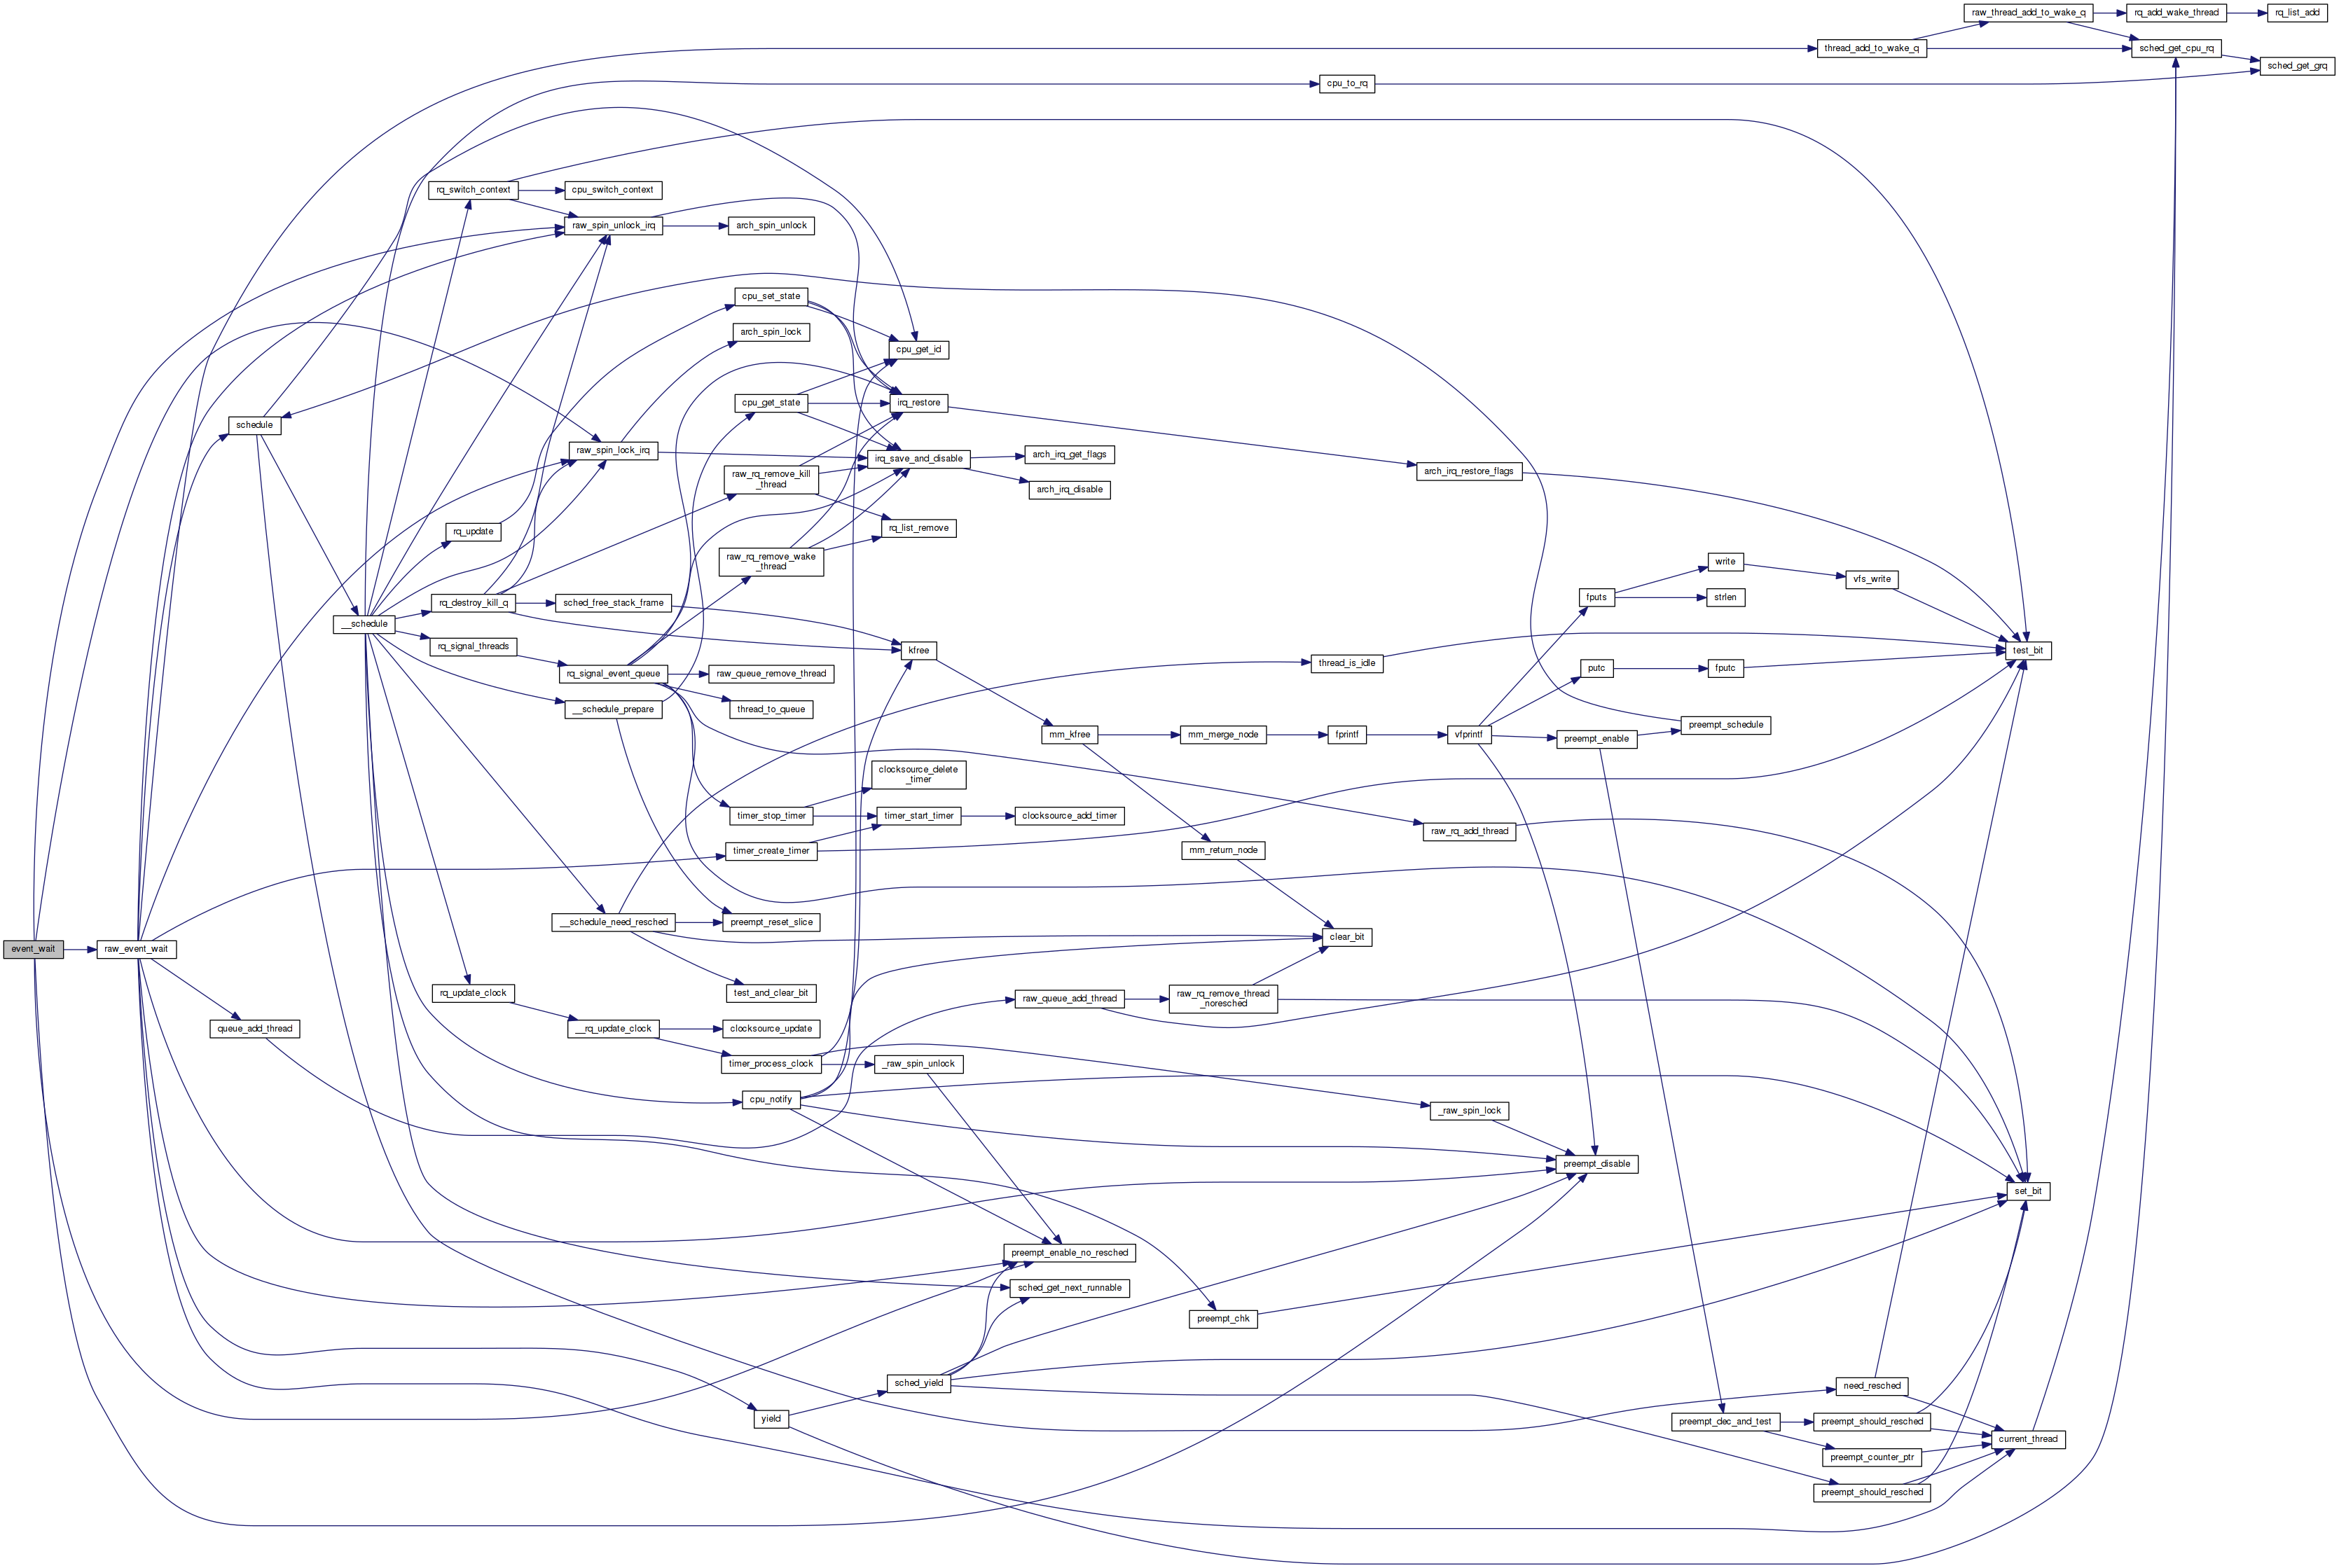 raw_thread_add_to_wake_q
rq_add_wake_thread
rq_list_add
thread_add_to_wake_q
sched_get_cpu_rq
sched_get_grq
cpu_to_rq
rq_switch_context
cpu_switch_context
raw_spin_unlock_irq
arch_spin_unlock
cpu_set_state
arch_spin_lock
cpu_get_id
cpu_get_state
irq_restore
schedule
raw_spin_lock_irq
irq_save_and_disable
arch_irq_get_flags
arch_irq_restore_flags
raw_rq_remove_kill
_thread
arch_irq_disable
rq_update
rq_list_remove
raw_rq_remove_wake
_thread
write
vfs_write
fputs
strlen
rq_destroy_kill_q
sched_free_stack_frame
__schedule
rq_signal_threads
kfree
test_bit
thread_is_idle
putc
fputc
rq_signal_event_queue
raw_queue_remove_thread
__schedule_prepare
thread_to_queue
preempt_schedule
mm_kfree
mm_merge_node
fprintf
vfprintf
preempt_enable
clocksource_delete
_timer
timer_stop_timer
timer_start_timer
clocksource_add_timer
raw_rq_add_thread
timer_create_timer
mm_return_node
__schedule_need_resched
preempt_reset_slice
clear_bit
event_wait
raw_event_wait
rq_update_clock
test_and_clear_bit
raw_queue_add_thread
raw_rq_remove_thread
_noresched
queue_add_thread
__rq_update_clock
clocksource_update
timer_process_clock
_raw_spin_unlock
cpu_notify
_raw_spin_lock
preempt_disable
set_bit
preempt_enable_no_resched
sched_get_next_runnable
preempt_chk
sched_yield
need_resched
yield
preempt_dec_and_test
preempt_should_resched
current_thread
preempt_counter_ptr
preempt_should_resched